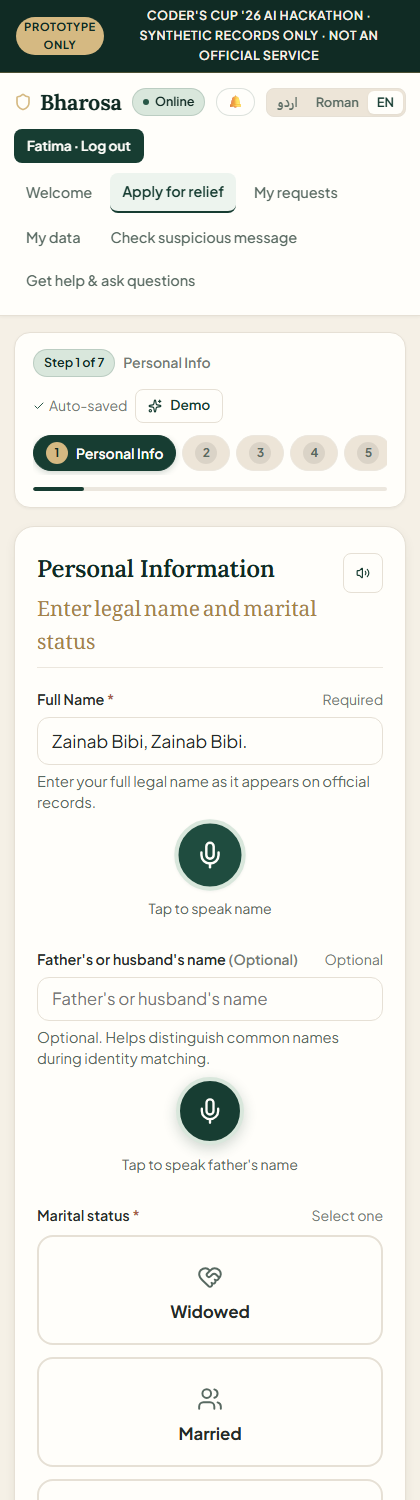 PROTOTYPE
ONLY
CODER'S CUP '26 AI HACKATHON ·
SYNTHETIC RECORDS ONLY · NOT AN
OFFICIAL SERVICE
Bharosa
Online
اردو
Roman
EN
Fatima · Log out
Welcome
Apply for relief
My requests
My data
Check suspicious message
Get help & ask questions
Step 1 of 7
Personal Info
Auto-saved
Demo
1
Personal Info
2
3
4
5
Personal Information
Enter legal name and marital
status
Full Name *
Required
Zainab Bibi, Zainab Bibi.
Enter your full legal name as it appears on official
records.
Tap to speak name
Father's or husband's name (Optional)
Optional
Father's or husband's name
Optional. Helps distinguish common names
during identity matching.
Tap to speak father's name
Marital status *
Select one
Widowed
Married